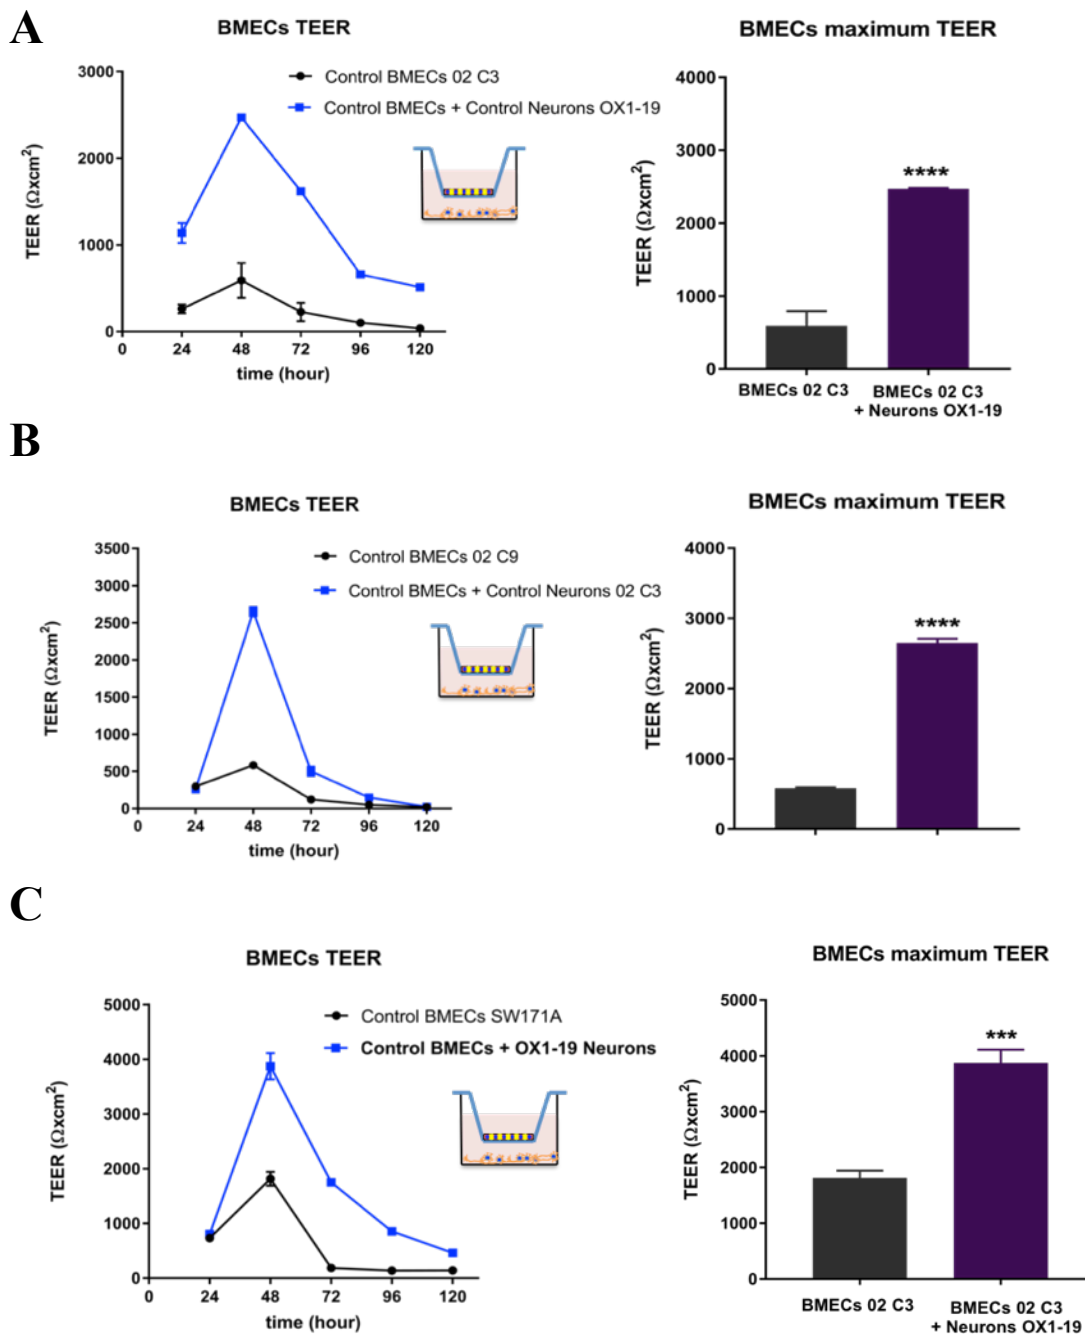 A
BMECs TEER
Control BMECs 02 C3
Control BMECs + Control Neurons OX1-19
TEER (Ωxcm²)
3000
2000
1000
0
0
24
48
72
96
120
time (hour)
BMECs maximum TEER
TEER (Ωxcm²)
4000
3000
2000
1000
0
****
BMECs 02 C3
BMECs 02 C3
+ Neurons OX1-19
B
BMECs TEER
Control BMECs 02 C9
Control BMECs + Control Neurons 02 C3
TEER (Ωxcm²)
3500
3000
2500
2000
1500
1000
500
0
0
24
48
72
96
120
time (hour)
BMECs maximum TEER
TEER (Ωxcm²)
4000
3000
2000
1000
0
****
C
BMECs TEER
Control BMECs SW171A
Control BMECs + OX1-19 Neurons
TEER (Ωxcm²)
5000
4000
3000
2000
1000
0
0
24
48
72
96
120
time (hour)
BMECs maximum TEER
TEER (Ωxcm²)
5000
4000
3000
2000
1000
0
***
BMECs 02 C3
BMECs 02 C3
+ Neurons OX1-19